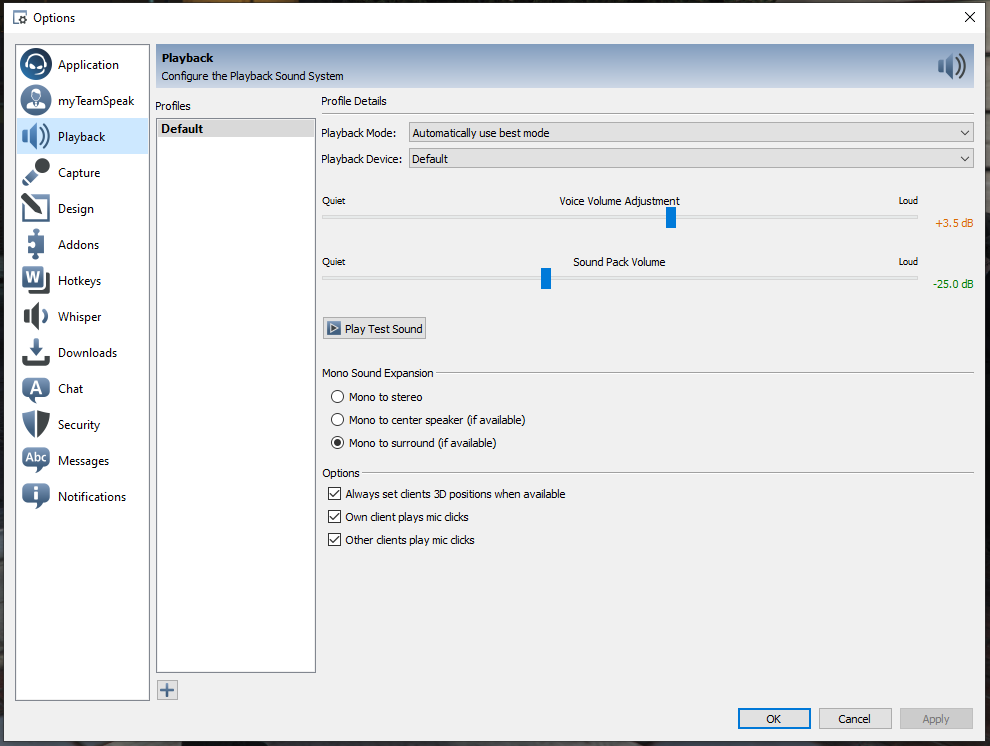 Options
Application
myTeamSpeak
Playback
Capture
Design
Addons
Hotkeys
Whisper
Downloads
Chat
Security
Messages
Notifications
Playback
Configure the Playback Sound System
Profiles
Default
Profile Details
Playback Mode: Automatically use best mode
Playback Device: Default
Quiet Voice Volume Adjustment Loud
+3.5 dB
Quiet Sound Pack Volume Loud
-25.0 dB
Play Test Sound
Mono Sound Expansion
Mono to stereo
Mono to center speaker (if available)
Mono to surround (if available)
Options
Always set clients 3D positions when available
Own client plays mic clicks
Other clients play mic clicks
OK Cancel Apply
W
A
Abc
i